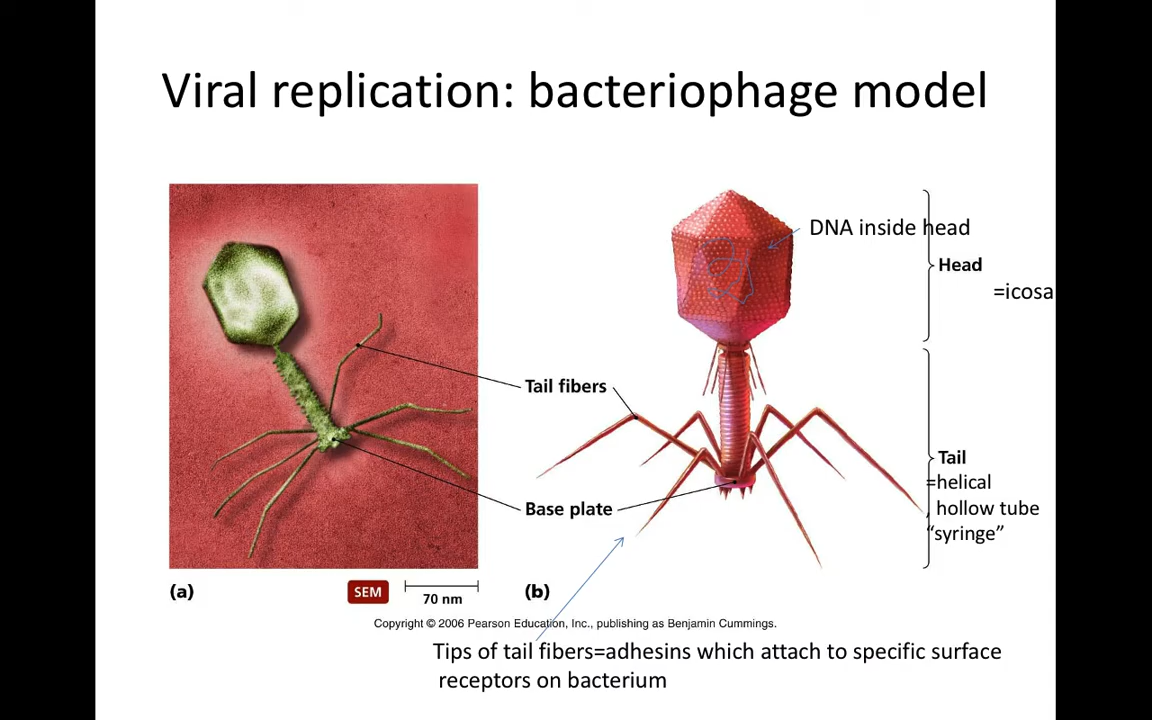 Viral replication: bacteriophage model
DNA inside head
Head
=icosa
Tail fibers
Tail
=helical
, hollow tube
“syringe”
Base plate
(a)
SEM
70 nm
(b)
Copyright © 2006 Pearson Education, Inc., publishing as Benjamin Cummings.
Tips of tail fibers=adhesins which attach to specific surface
receptors on bacterium